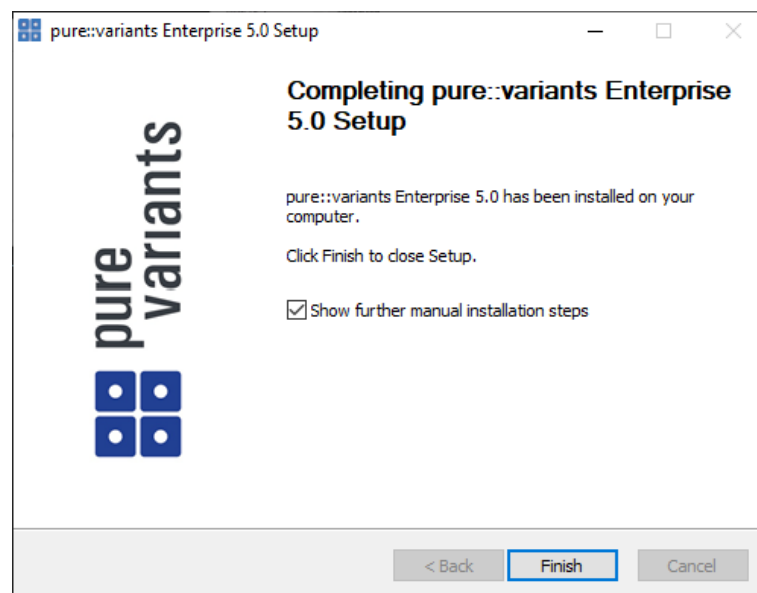 pure::variants Enterprise 5.0 Setup
Completing pure::variants Enterprise
5.0 Setup
pure
variants
pure::variants Enterprise 5.0 has been installed on your
computer.
Click Finish to close Setup.
Show further manual installation steps
< Back
Finish
Cancel